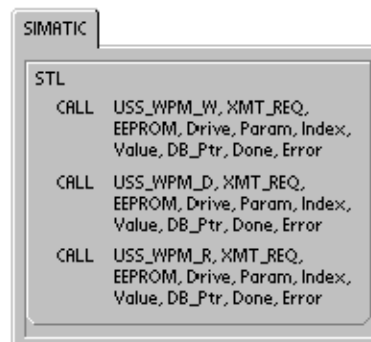 SIMATIC
STL
CALL USS_WPM_W, XMT_REQ,
EEPROM, Drive, Param, Index,
Value, DB_Ptr, Done, Error
CALL USS_WPM_D, XMT_REQ,
EEPROM, Drive, Param, Index,
Value, DB_Ptr, Done, Error
CALL USS_WPM_R, XMT_REQ,
EEPROM, Drive, Param, Index,
Value, DB_Ptr, Done, Error